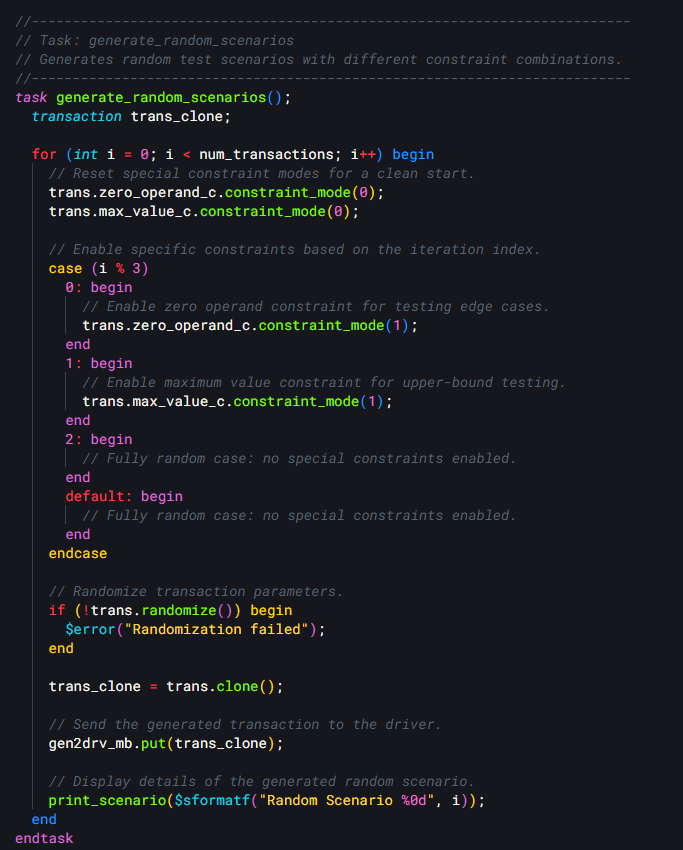 //-----------------------------------------------------------------------
// Task: generate_random_scenarios
// Generates random test scenarios with different constraint combinations.
//-----------------------------------------------------------------------
task generate_random_scenarios();
  transaction trans_clone;

  for (int i = 0; i < num_transactions; i++) begin
    // Reset special constraint modes for a clean start.
    trans.zero_operand_c.constraint_mode(0);
    trans.max_value_c.constraint_mode(0);

    // Enable specific constraints based on the iteration index.
    case (i % 3)
      0: begin
        // Enable zero operand constraint for testing edge cases.
        trans.zero_operand_c.constraint_mode(1);
      end
      1: begin
        // Enable maximum value constraint for upper-bound testing.
        trans.max_value_c.constraint_mode(1);
      end
      2: begin
        // Fully random case: no special constraints enabled.
      end
      default: begin
        // Fully random case: no special constraints enabled.
      end
    endcase

    // Randomize transaction parameters.
    if (!trans.randomize()) begin
      $error("Randomization failed");
    end

    trans_clone = trans.clone();

    // Send the generated transaction to the driver.
    gen2drv_mb.put(trans_clone);

    // Display details of the generated random scenario.
    print_scenario($sformatf("Random Scenario %0d", i));
  end
endtask